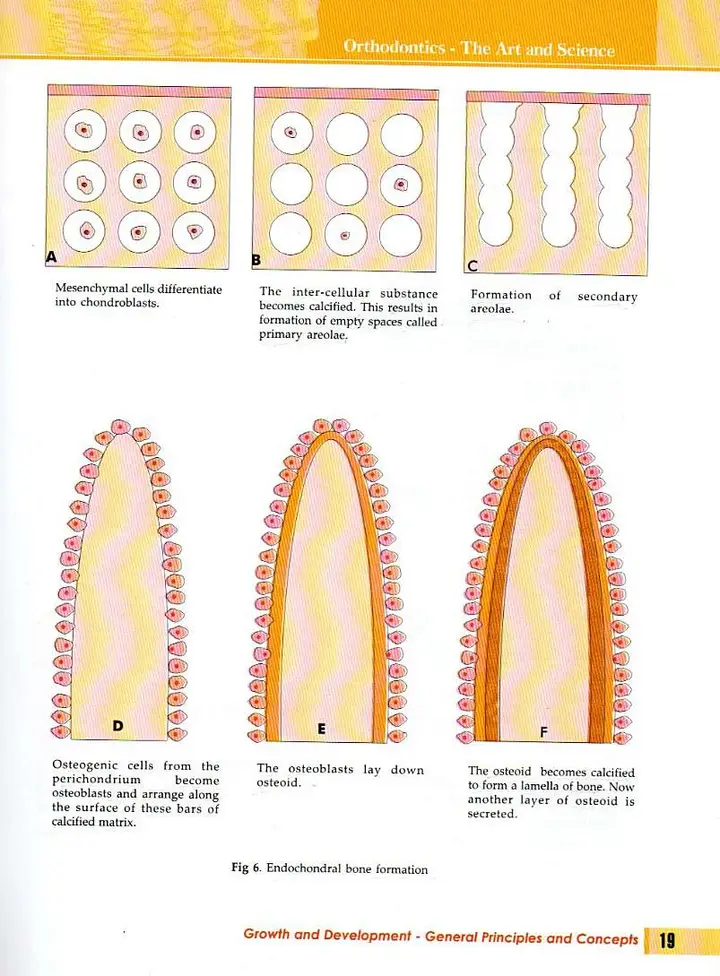 Orthodontics - The Art and Science
A
Mesenchymal cells differentiate
into chondroblasts.
B
The inter-cellular substance
becomes calcified. This results in
formation of empty spaces called
primary areolae.
C
Formation of secondary
areolae.
D
Osteogenic cells from the
perichondrium become
osteoblasts and arrange along
the surface of these bars of
calcified matrix.
E
The osteoblasts lay down
osteoid.
F
The osteoid becomes calcified
to form a lamella of bone. Now
another layer of osteoid is
secreted.
Fig 6. Endochondral bone formation
Growth and Development - General Principles and Concepts 19